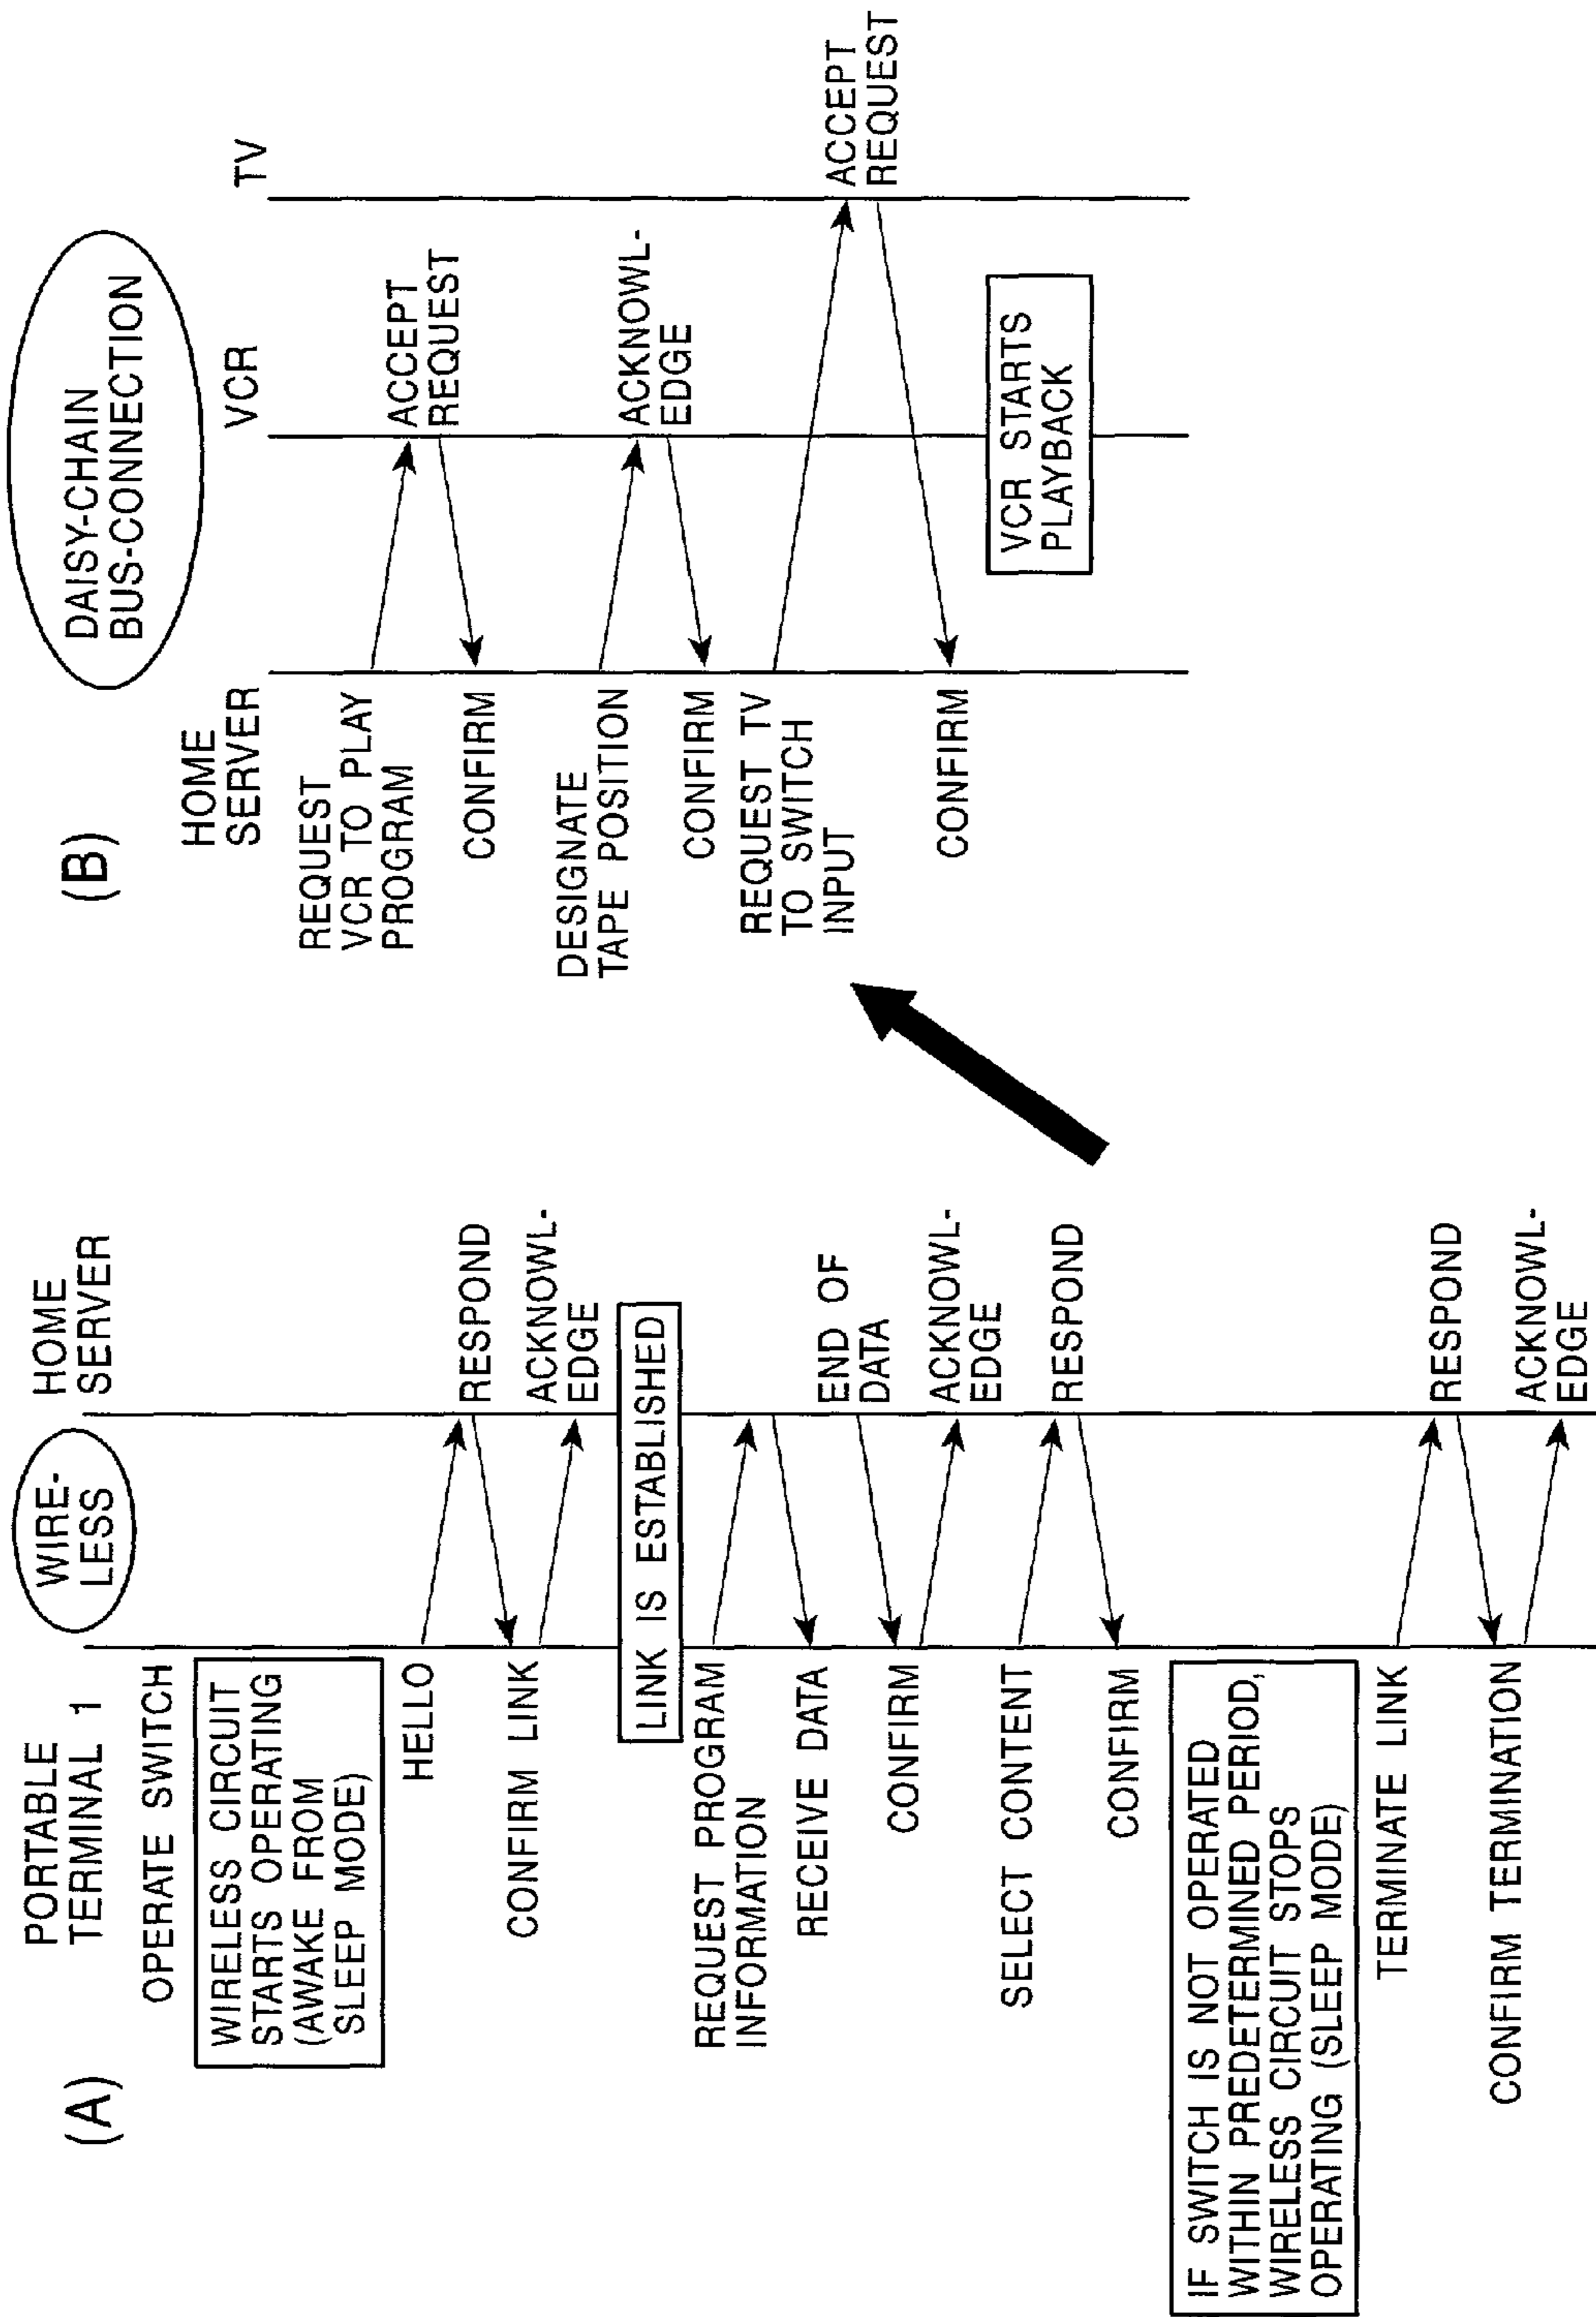 (A)
PORTABLE
TERMINAL 1
WIRE-
LESS
HOME
SERVER
OPERATE SWITCH
WIRELESS CIRCUIT
STARTS OPERATING
(AWAKE FROM
SLEEP MODE)
HELLO
RESPOND
CONFIRM LINK
ACKNOWL-
EDGE
LINK IS ESTABLISHED
REQUEST PROGRAM
INFORMATION
RECEIVE DATA
END OF
DATA
CONFIRM
ACKNOWL-
EDGE
SELECT CONTENT
RESPOND
CONFIRM
IF SWITCH IS NOT OPERATED
WITHIN PREDETERMINED PERIOD,
WIRELESS CIRCUIT STOPS
OPERATING (SLEEP MODE)
TERMINATE LINK
RESPOND
CONFIRM TERMINATION
ACKNOWL-
EDGE
(B)
DAISY-CHAIN
BUS-CONNECTION
HOME
SERVER
VCR
TV
REQUEST
VCR TO PLAY
PROGRAM
ACCEPT
REQUEST
CONFIRM
DESIGNATE
TAPE POSITION
ACKNOWL-
EDGE
CONFIRM
REQUEST TV
TO SWITCH
INPUT
ACCEPT
REQUEST
CONFIRM
VCR STARTS
PLAYBACK